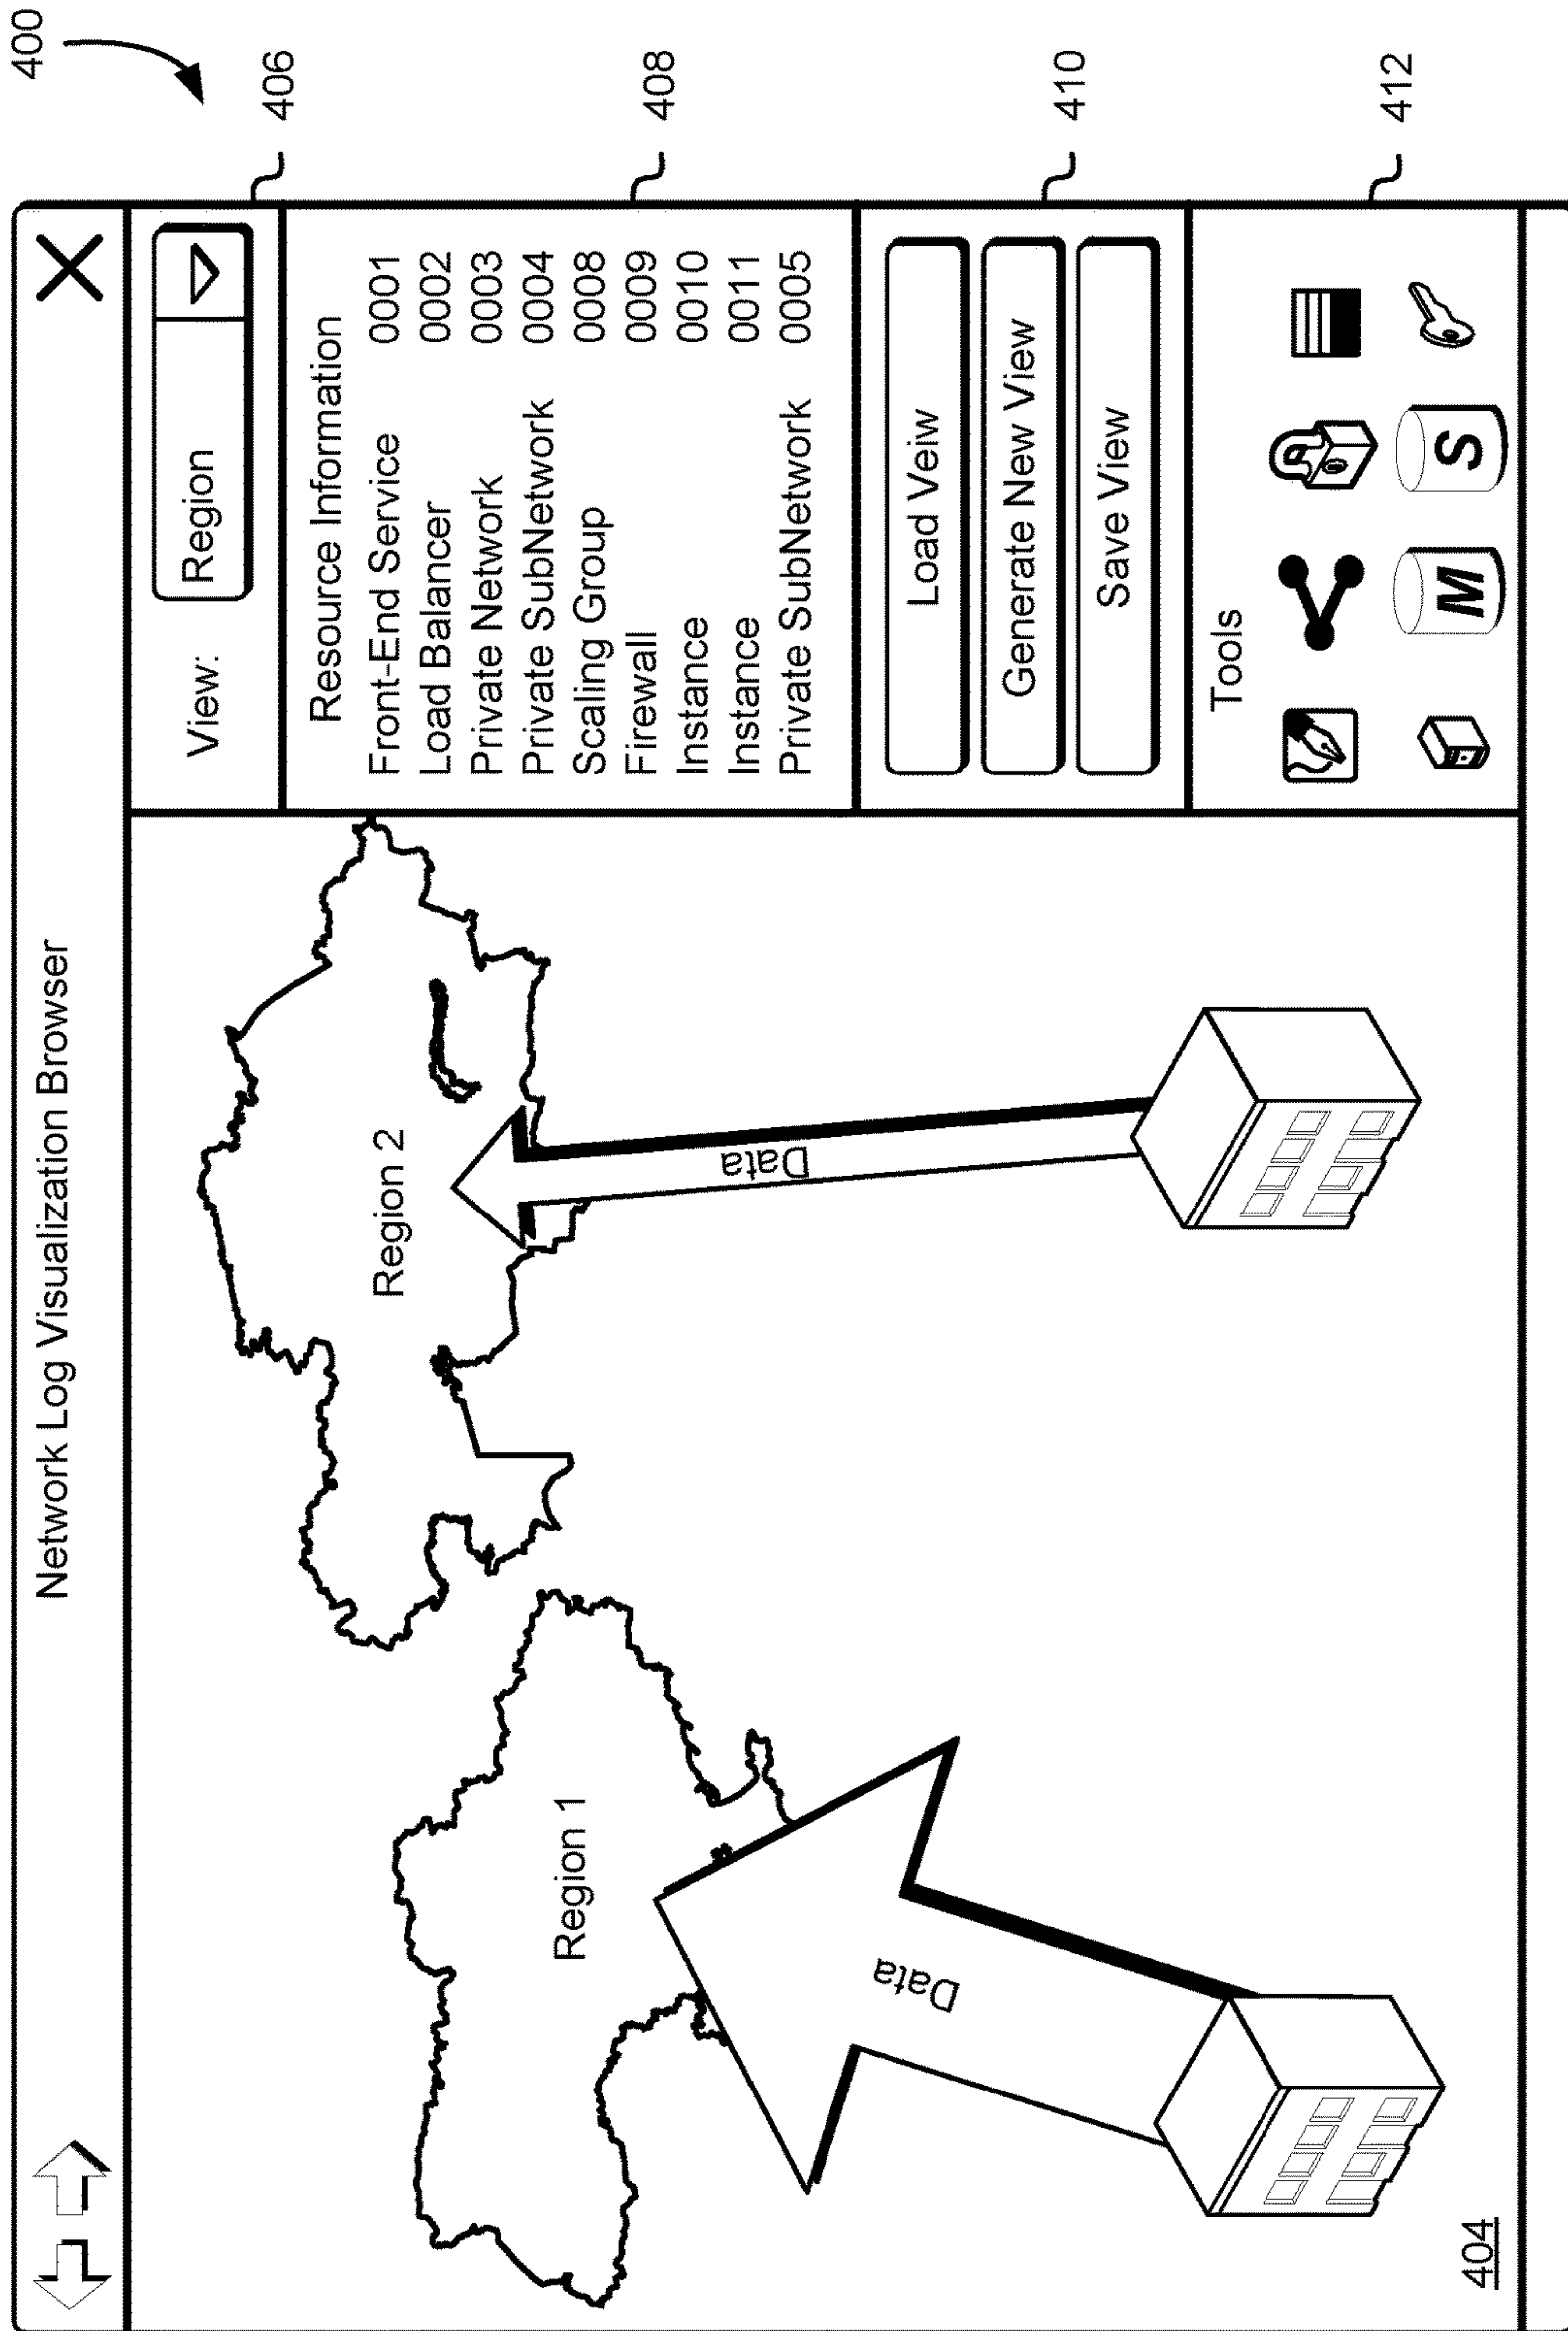 400
Network Log Visualization Browser
View:
Region
406
Resource Information
Front-End Service 0001
Load Balancer 0002
Private Network 0003
Private SubNetwork 0004
Scaling Group 0008
Firewall 0009
Instance 0010
Instance 0011
Private SubNetwork 0005
408
Load Veiw
Generate New View
Save View
410
Tools
M
S
412
Region 1
Region 2
Data
Data
404